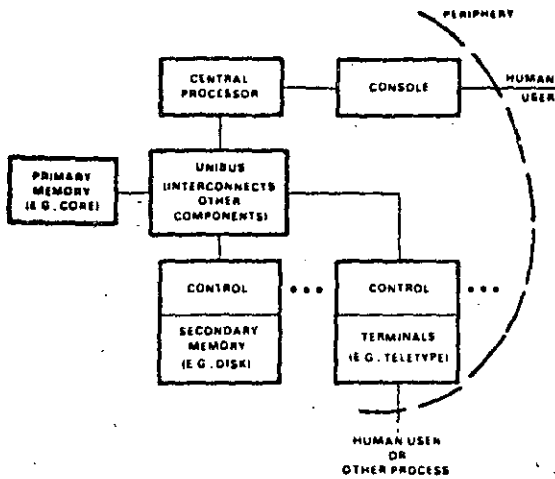 PERIPHERY
CENTRAL
PROCESSOR
CONSOLE
HUMAN
USER
PRIMARY
MEMORY
(E.G., CORE)
UNIBUS
(INTERCONNECTS
OTHER
COMPONENTS)
CONTROL
•••
CONTROL
•••
SECONDARY
MEMORY
(E.G., DISK)
TERMINALS
(E.G., TELETYPE)
HUMAN USER
OR
OTHER PROCESS